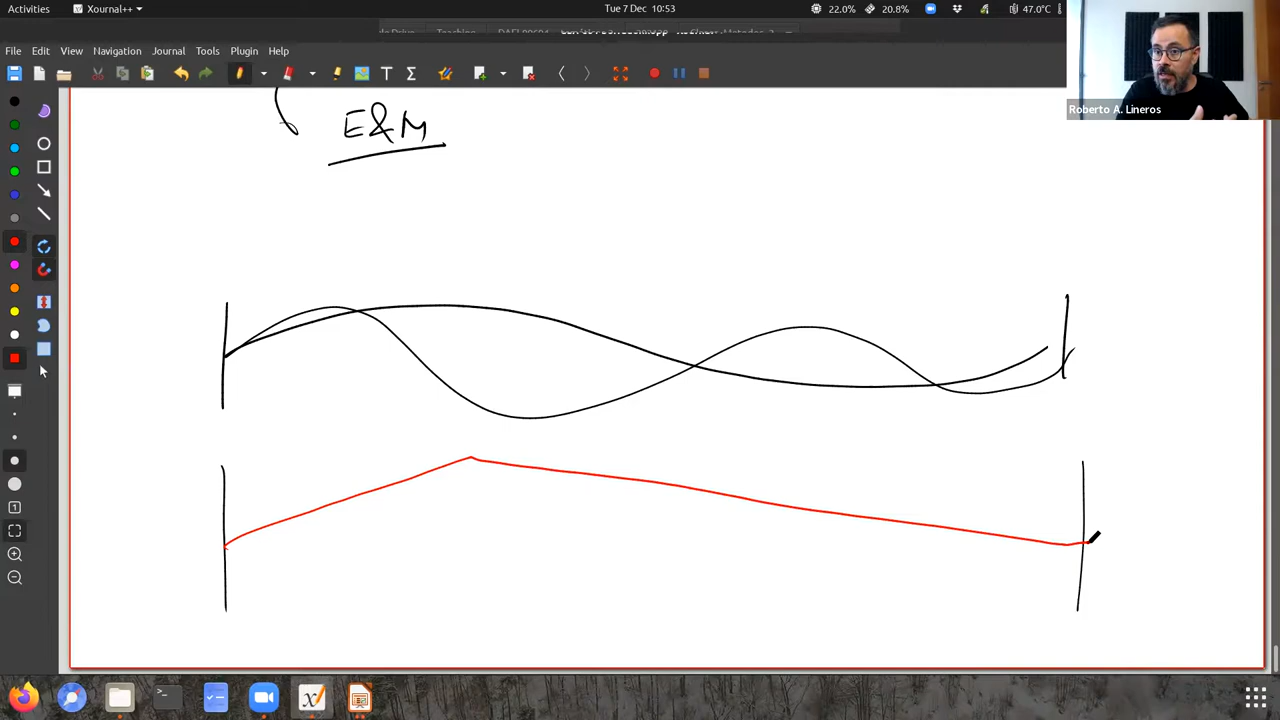 Activities Xournal++ Tue 7 Dec 10:53 22.0% 20.8% 47.0°C
File Edit View Navigation Journal Tools Plugin Help
Roberto A. Lineros
E&M